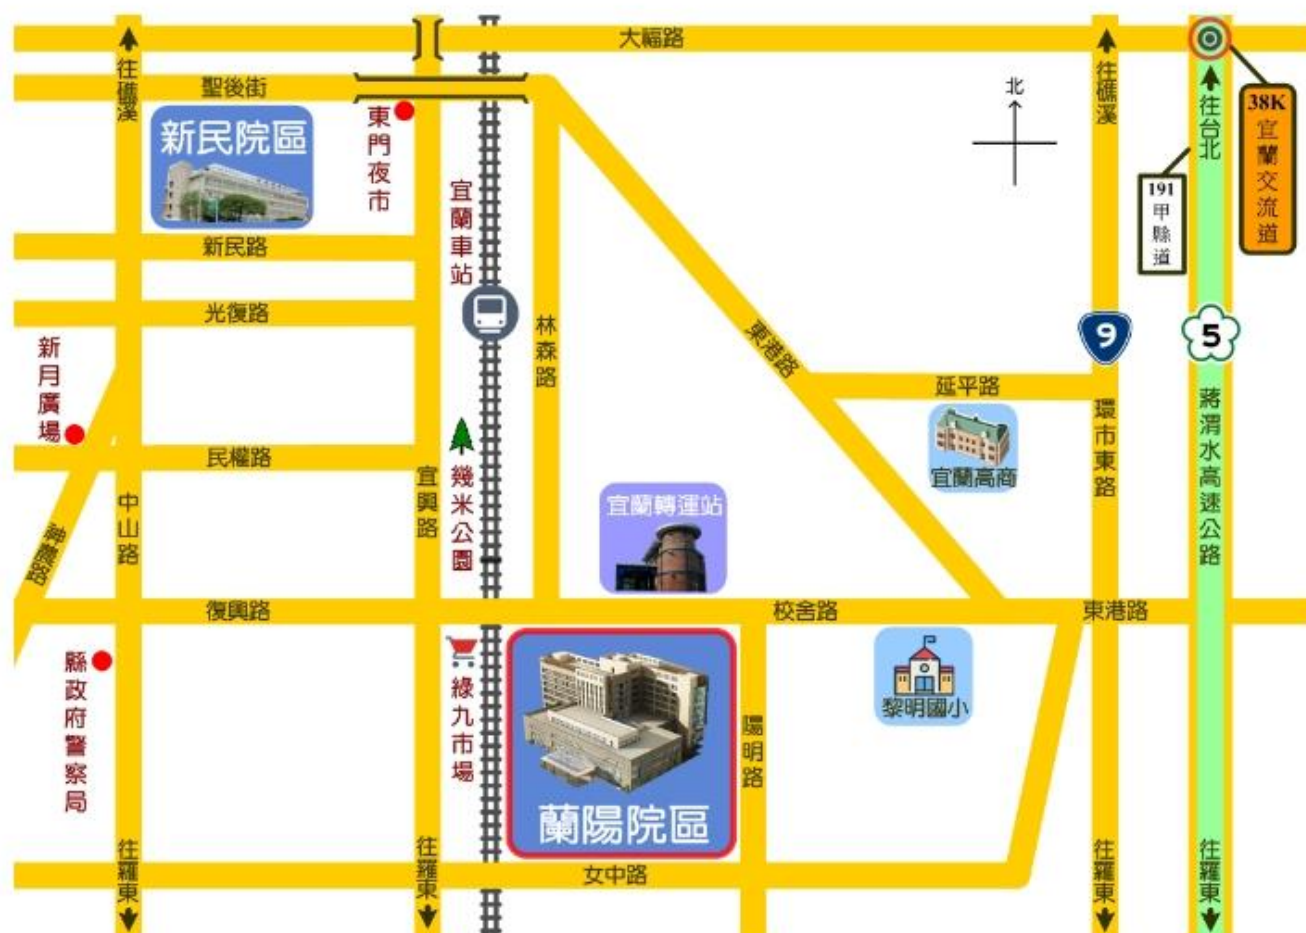 大福路
往礁溪
聖後街
新民院區
東門夜市
宜蘭車站
北
往礁溪
往台北
38K
宜蘭交流道
191
甲縣道
新民路
光復路
新月廣場
林森路
東港路
9
5
延平路
宜蘭高商
環市東路
蔣渭水高速公路
民權路
中山路
宜興路
幾米公園
宜蘭轉運站
神農路
復興路
校舍路
東港路
縣政府警察局
綠九市場
蘭陽院區
陽明路
黎明國小
女中路
往羅東
往羅東
往羅東
往羅東